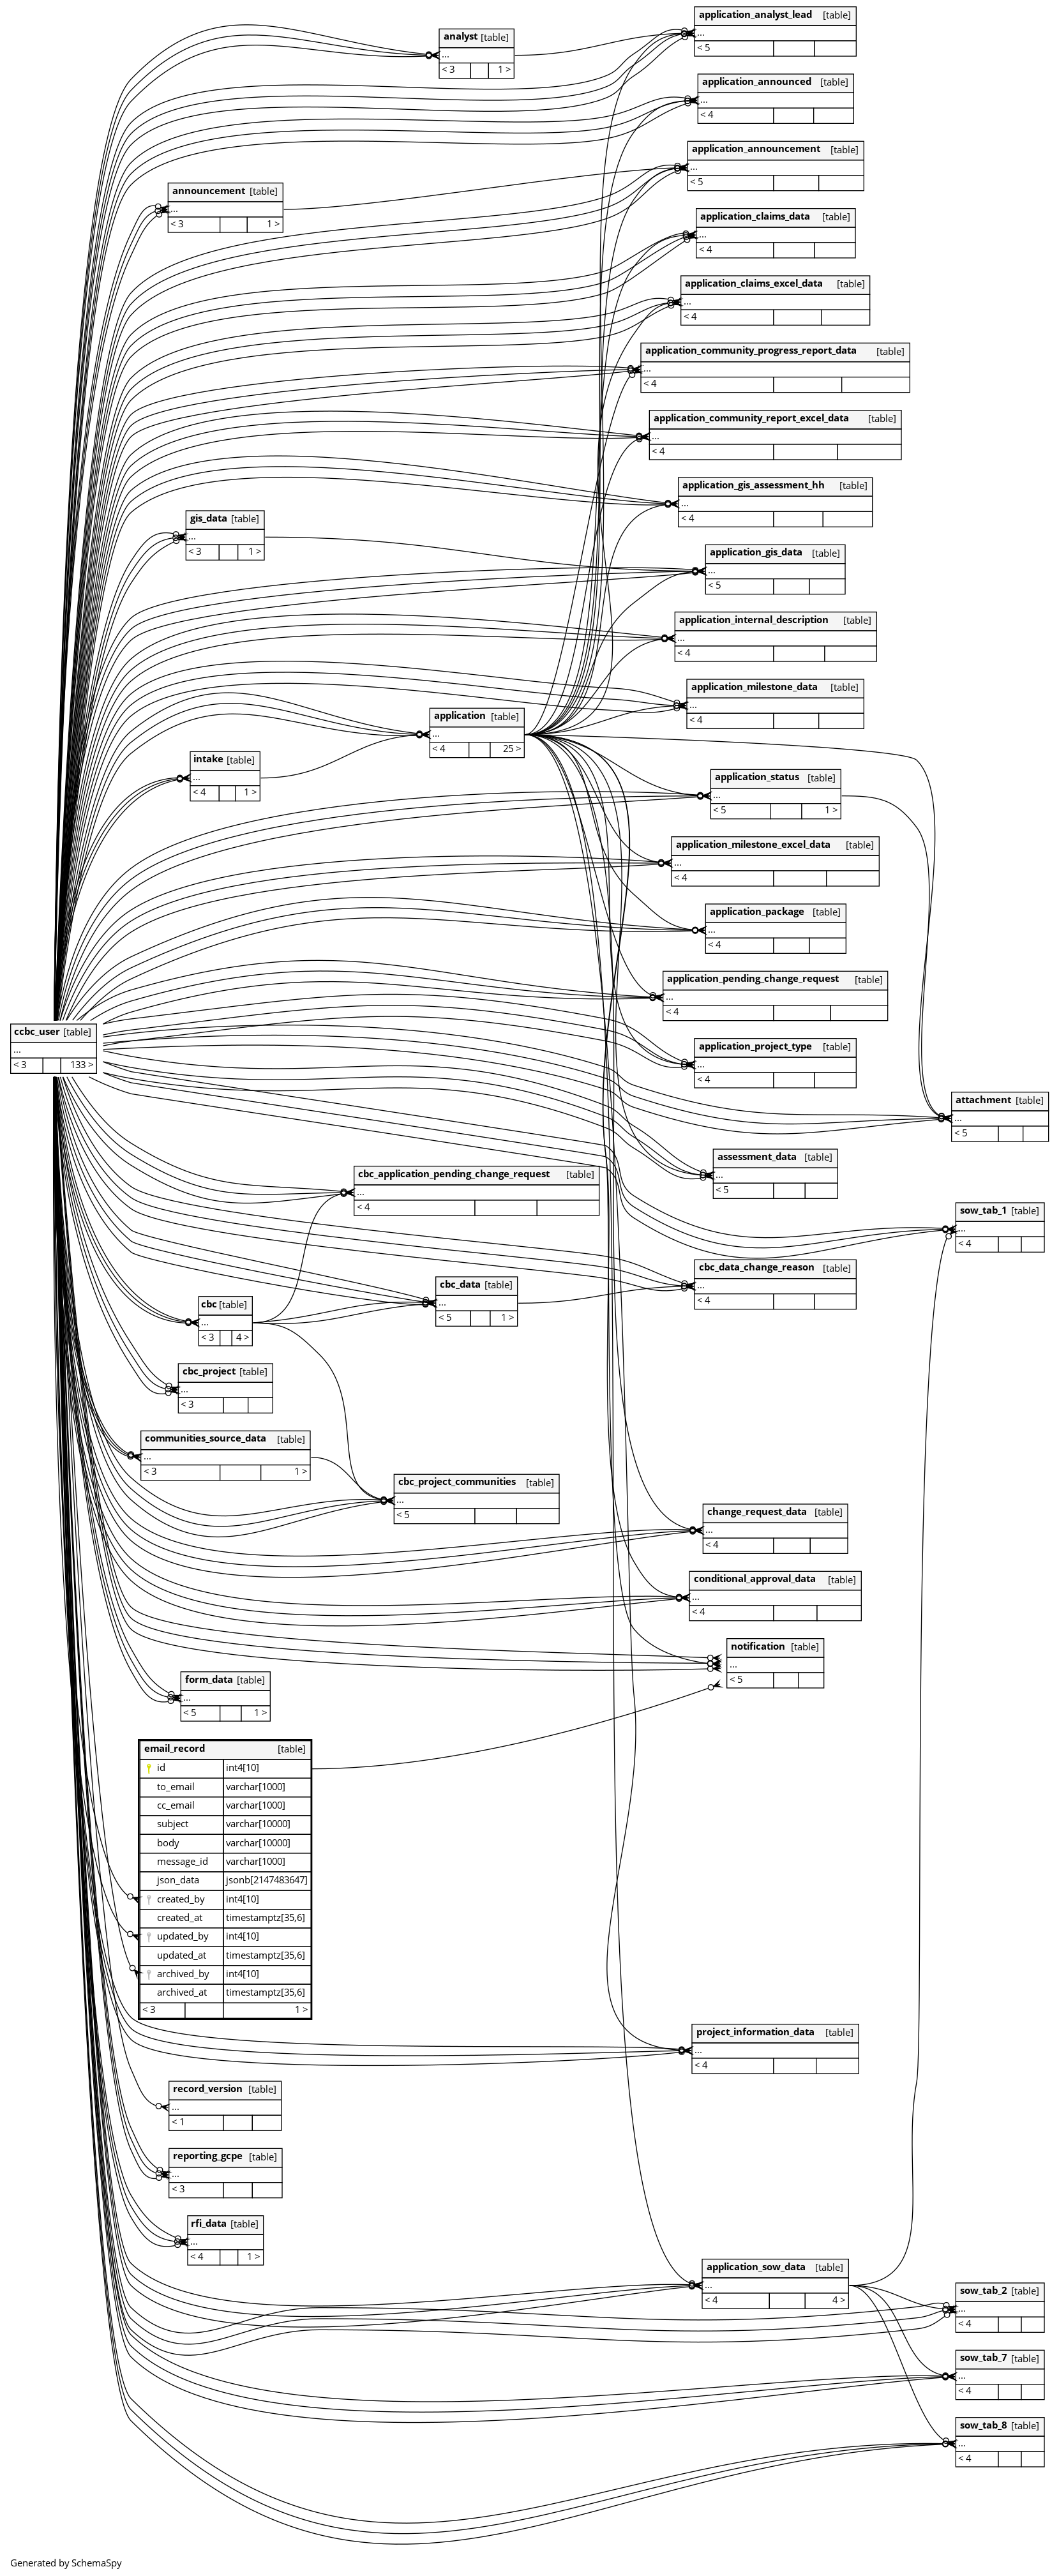 analyst [table]
...
< 3 1 >
application_analyst_lead [table]
...
< 5
application_announced [table]
...
< 4
application_announcement [table]
...
< 5
announcement [table]
...
< 3 1 >
application_claims_data [table]
...
< 4
application_claims_excel_data [table]
...
< 4
application_community_progress_report_data [table]
...
< 4
application_community_report_excel_data [table]
...
< 4
application_gis_assessment_hh [table]
...
< 4
gis_data [table]
...
< 3 1 >
application_gis_data [table]
...
< 5
application_internal_description [table]
...
< 4
application_milestone_data [table]
...
< 4
application [table]
...
< 4 25 >
intake [table]
...
< 4 1 >
application_status [table]
...
< 5 1 >
application_milestone_excel_data [table]
...
< 4
application_package [table]
...
< 4
application_pending_change_request [table]
...
< 4
ccbc_user [table]
...
< 3 133 >
application_project_type [table]
...
< 4
attachment [table]
...
< 5
assessment_data [table]
...
< 5
cbc_application_pending_change_request [table]
...
< 4
sow_tab_1 [table]
...
< 4
cbc_data_change_reason [table]
...
< 4
cbc_data [table]
...
< 5 1 >
cbc [table]
...
< 3 4 >
cbc_project [table]
...
< 3
communities_source_data [table]
...
< 3 1 >
cbc_project_communities [table]
...
< 5
change_request_data [table]
...
< 4
conditional_approval_data [table]
...
< 4
notification [table]
...
< 5
form_data [table]
...
< 5 1 >
email_record [table]
id int4[10]
to_email varchar[1000]
cc_email varchar[1000]
subject varchar[10000]
body varchar[10000]
message_id varchar[1000]
json_data jsonb[2147483647]
created_by int4[10]
created_at timestamptz[35,6]
updated_by int4[10]
updated_at timestamptz[35,6]
archived_by int4[10]
archived_at timestamptz[35,6]
< 3 1 >
project_information_data [table]
...
< 4
record_version [table]
...
< 1
reporting_gcpe [table]
...
< 3
rfi_data [table]
...
< 4 1 >
application_sow_data [table]
...
< 4 4 >
sow_tab_2 [table]
...
< 4
sow_tab_7 [table]
...
< 4
sow_tab_8 [table]
...
< 4
Generated by SchemaSpy